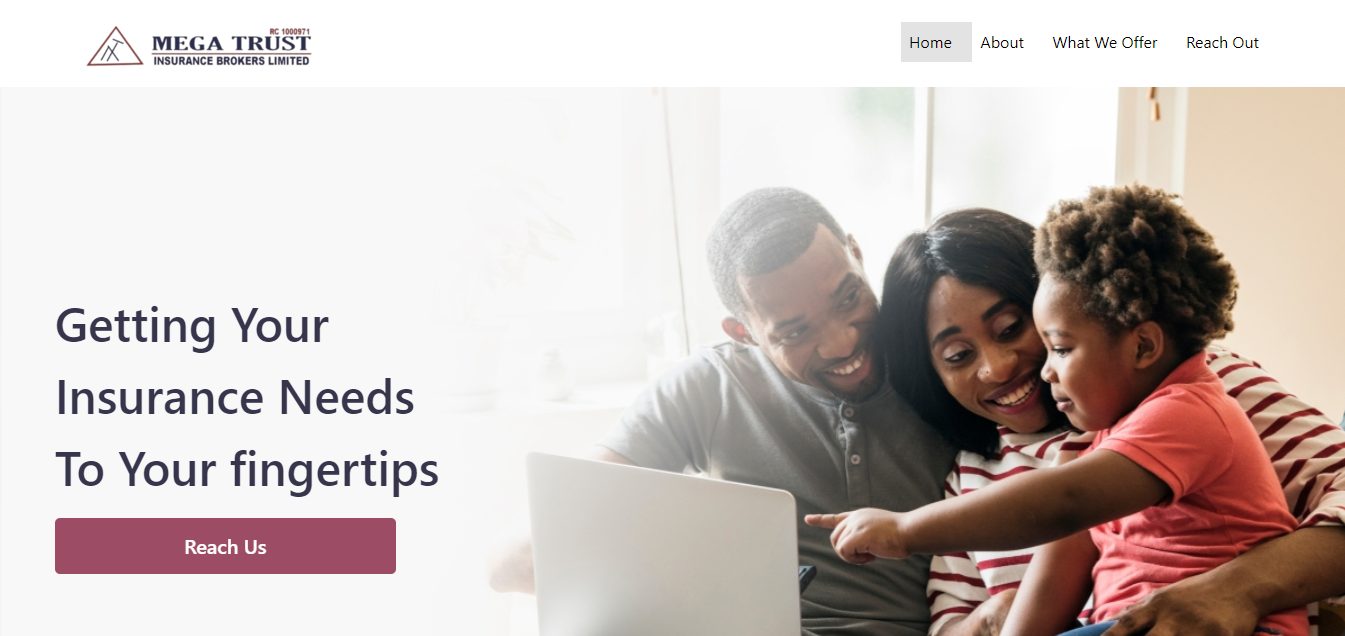 RC 1000971
MEGA TRUST
INSURANCE BROKERS LIMITED
Home About What We Offer Reach Out
Getting Your
Insurance Needs
To Your fingertips
Reach Us